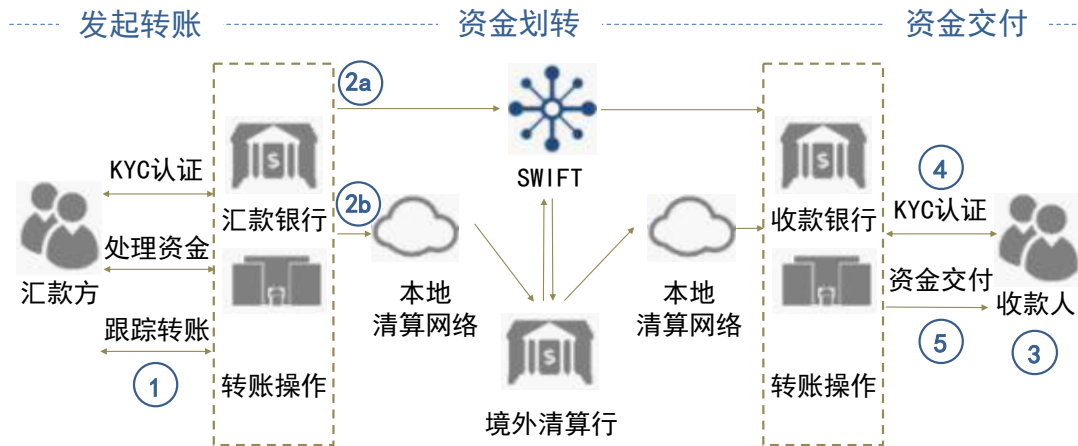 发起转账
资金划转
资金交付
2a
SWIFT
KYC认证
汇款银行
2b
收款银行
4
KYC认证
处理资金
汇款方
本地
清算网络
本地
清算网络
资金交付
收款人
跟踪转账
1
转账操作
境外清算行
转账操作
5
3